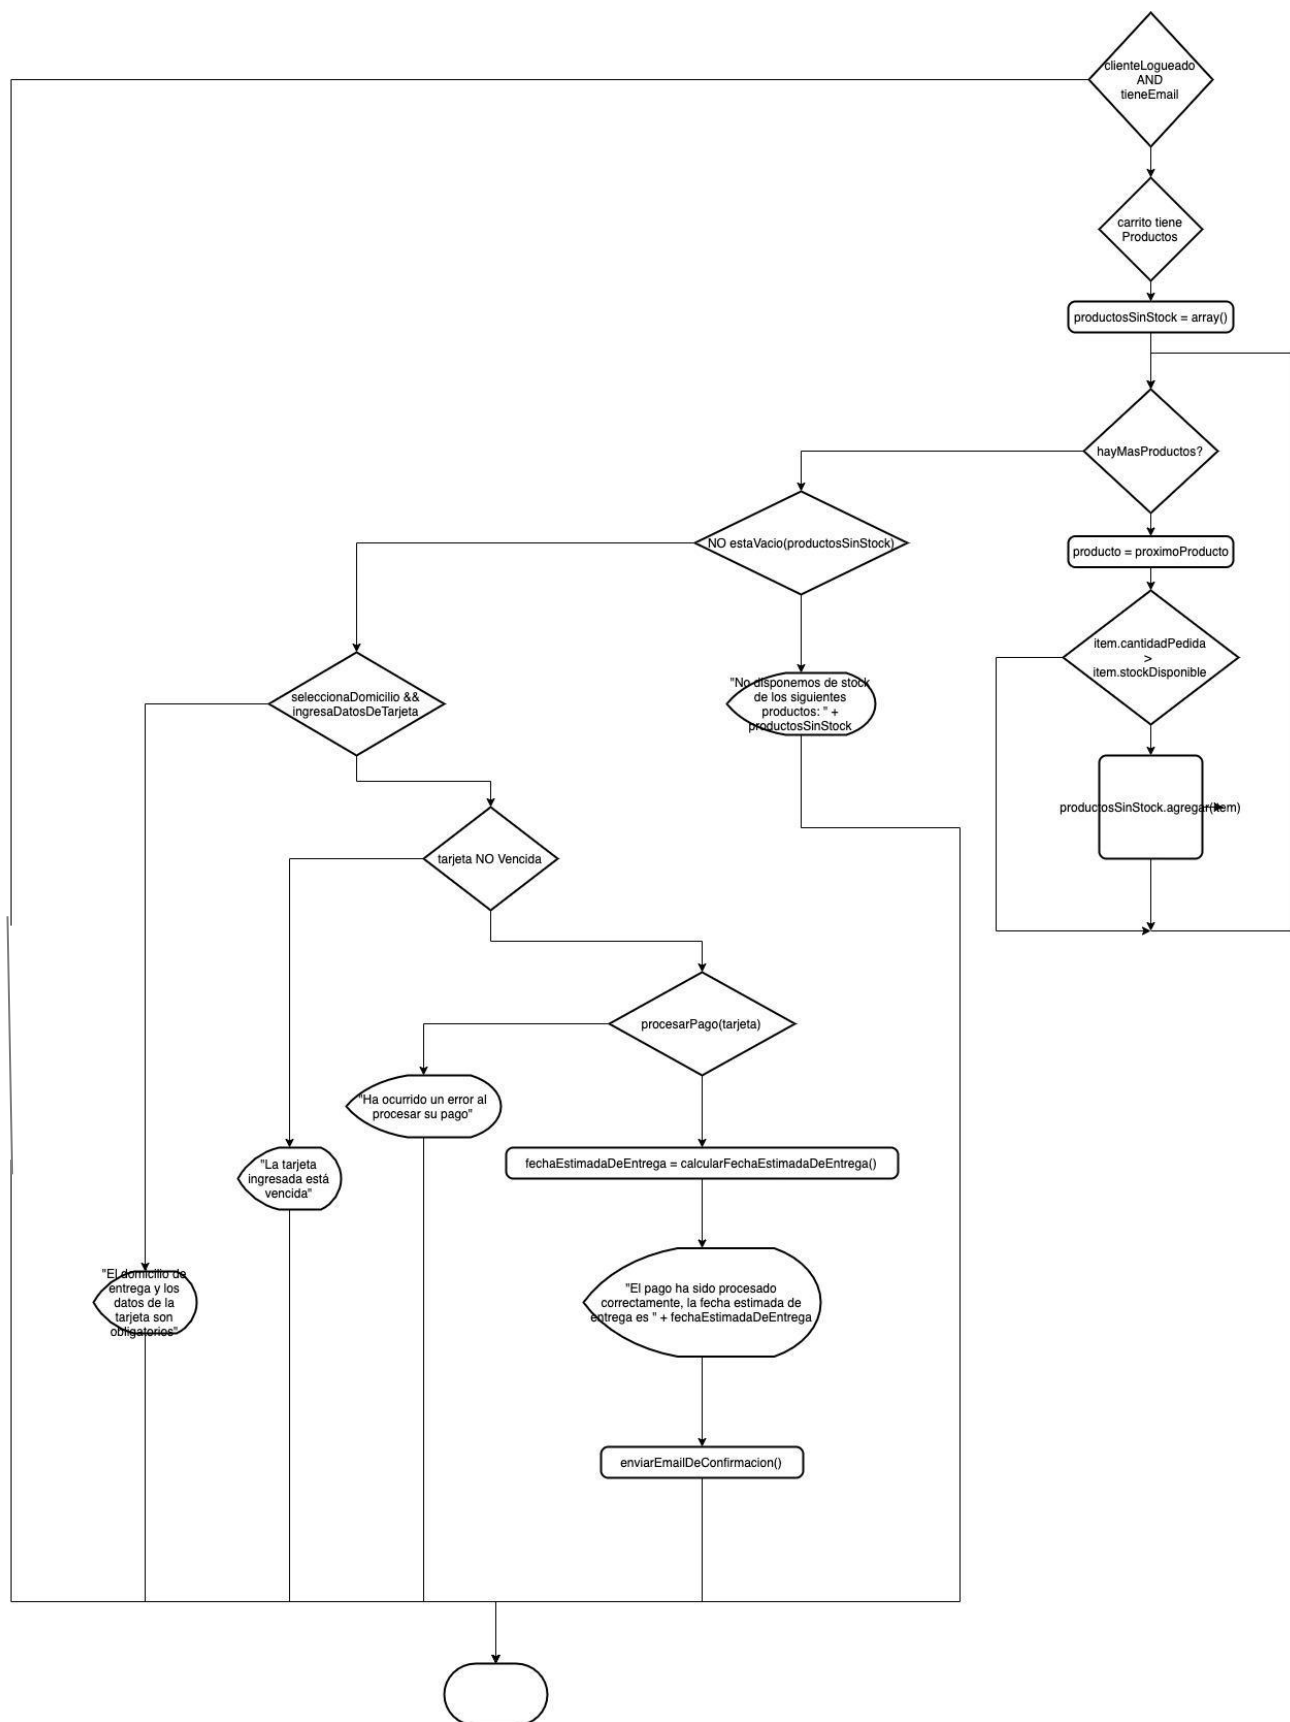 clienteLogueado
AND
tieneEmail
carrito tiene
Productos
productosSinStock = array()
hayMasProductos?
NO estaVacio(productosSinStock)
producto = proximoProducto
item.cantidadPedida
>
item.stockDisponible
seleccionaDomicilio &&
ingresaDatosDeTarjeta
"No disponemos de stock
de los siguientes
productos: " +
productosSinStock
productosSinStock.agregar(item)
tarjeta NO Vencida
procesarPago(tarjeta)
"Ha ocurrido un error al
procesar su pago"
"La tarjeta
ingresada está
vencida"
fechaEstimadaDeEntrega = calcularFechaEstimadaDeEntrega()
"El domicilio de
entrega y los
datos de la
tarjeta son
obligatorios"
"El pago ha sido procesado
correctamente, la fecha estimada de
entrega es " + fechaEstimadaDeEntrega
enviarEmailDeConfirmacion()